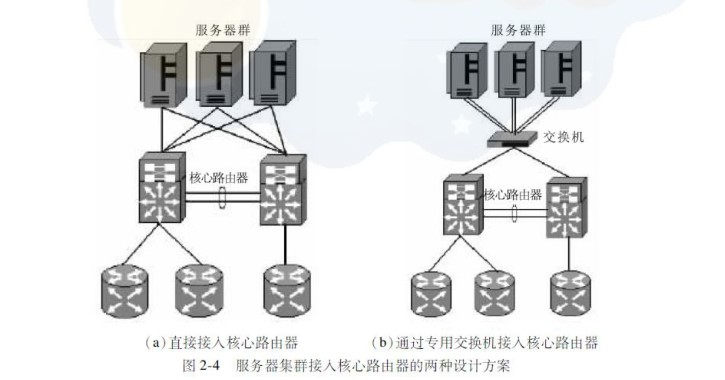 服务器群
服务器群
交换机
核心路由器
核心路由器
（a）直接接入核心路由器
（b）通过专用交换机接入核心路由器
图 2-4 服务器集群接入核心路由器的两种设计方案